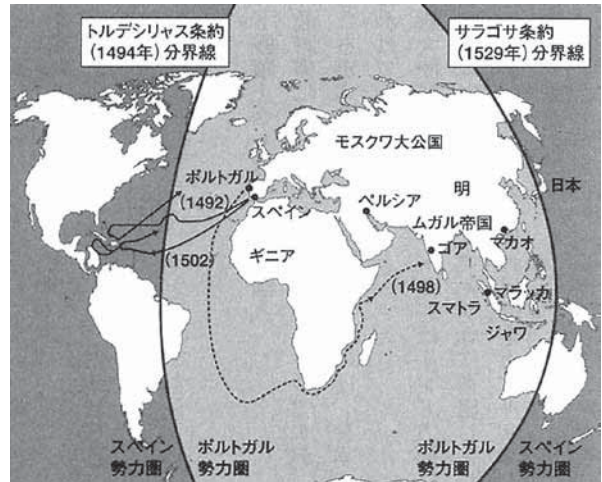 トルデシリャス条約
(1494年)分界線
サラゴサ条約
(1529年)分界線
モスクワ大公国
ポルトガル
(1492)
スペイン
ペルシア
明
日本
ムガル帝国
ゴア
マカオ
ギニア
(1502)
(1498)
マラッカ
スマトラ
ジャワ
スペイン
勢力圏
ポルトガル
勢力圏
ポルトガル
勢力圏
スペイン
勢力圏